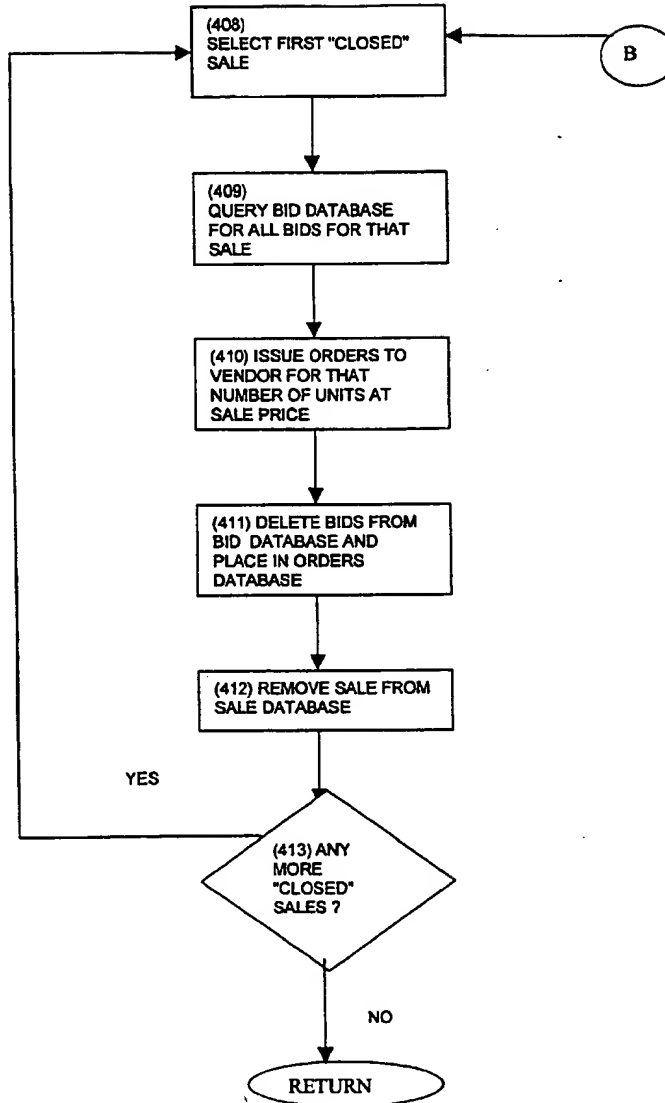 (408)
SELECT FIRST "CLOSED"
SALE
B
(409)
QUERY BID DATABASE
FOR ALL BIDS FOR THAT
SALE
(410) ISSUE ORDERS TO
VENDOR FOR THAT
NUMBER OF UNITS AT
SALE PRICE
(411) DELETE BIDS FROM
BID DATABASE AND
PLACE IN ORDERS
DATABASE
(412) REMOVE SALE FROM
SALE DATABASE
YES
(413) ANY
MORE
"CLOSED"
SALES ?
NO
RETURN